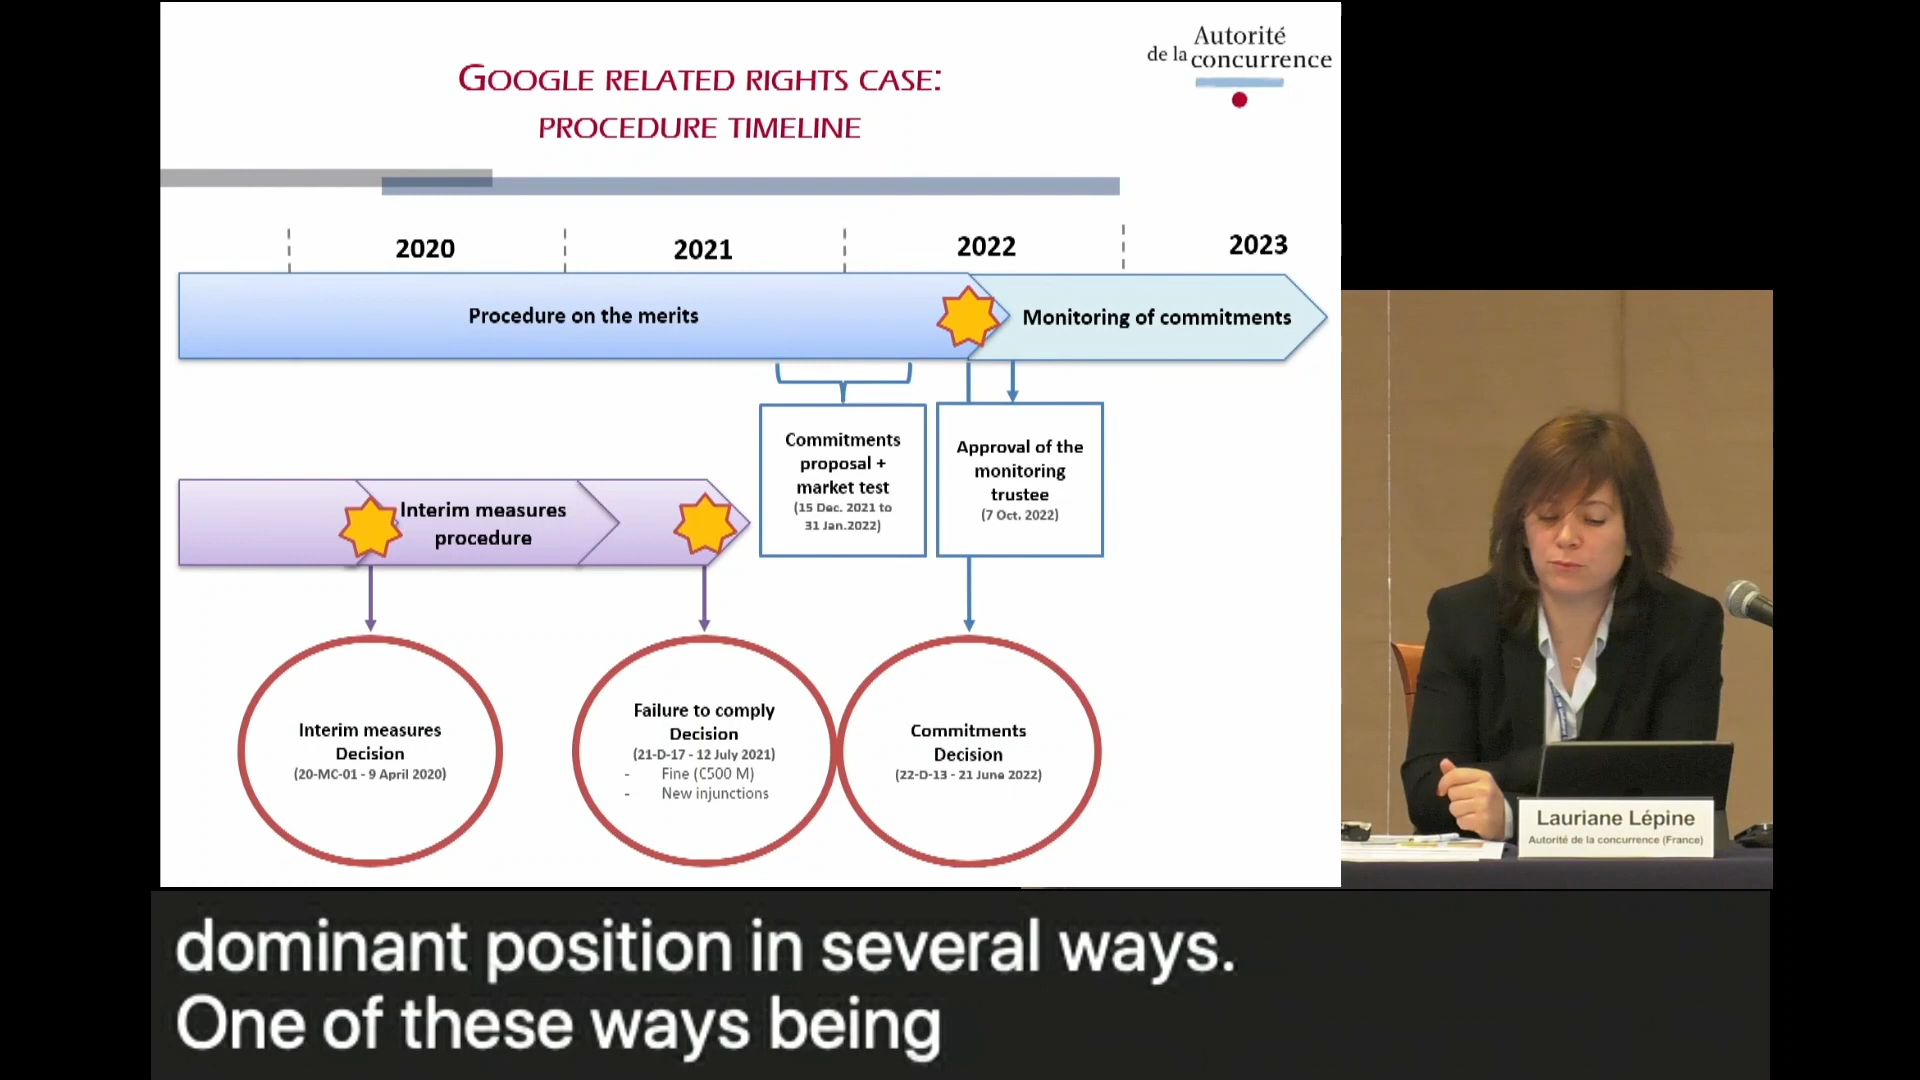 Autorité
de la concurrence
GOOGLE RELATED RIGHTS CASE:
PROCEDURE TIMELINE
2020
2021
2022
2023
Procedure on the merits
Monitoring of commitments
Commitments
proposal +
market test
(15 Dec. 2021 to
31 Jan.2022)
Approval of the
monitoring
trustee
(7 Oct. 2022)
Interim measures
procedure
Interim measures
Decision
(20-MC-01 - 9 April 2020)
Failure to comply
Decision
(21-D-17 - 12 July 2021)
- Fine (€500 M)
- New injunctions
Commitments
Decision
(22-D-13 - 21 June 2022)
Lauriane Lépine
Autorité de la concurrence (France)
dominant position in several ways.
One of these ways being